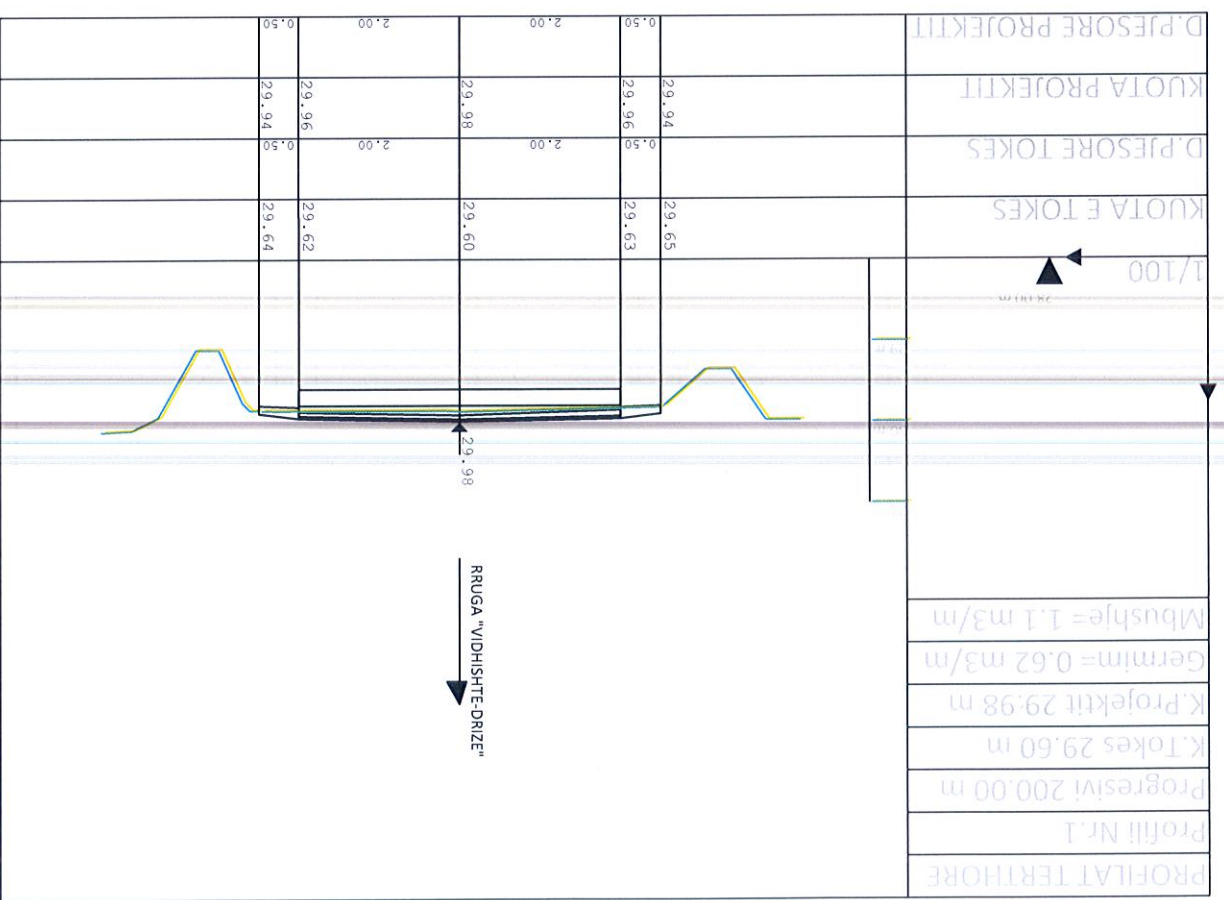 PROFILAT TERTHORE
Profili Nr.1
Progresivi 200.00 m
K.Tokes 29.60 m
K.Projektit 29.98 m
Germim= 0.62 m3/m
Mbushje= 1.1 m3/m
RRUGA "VIDHISHTE-DRIZE"
29.98
28.00 m
1/100
KUOTA E TOKES 29.65 29.63 29.60 29.62 29.64
D.PJESORE TOKES 0.50 2.00 2.00 0.50
KUOTA PROJEKTIT 29.94 29.96 29.98 29.96 29.94
D.PJESORE PROJEKTIT 0.50 2.00 2.00 0.50